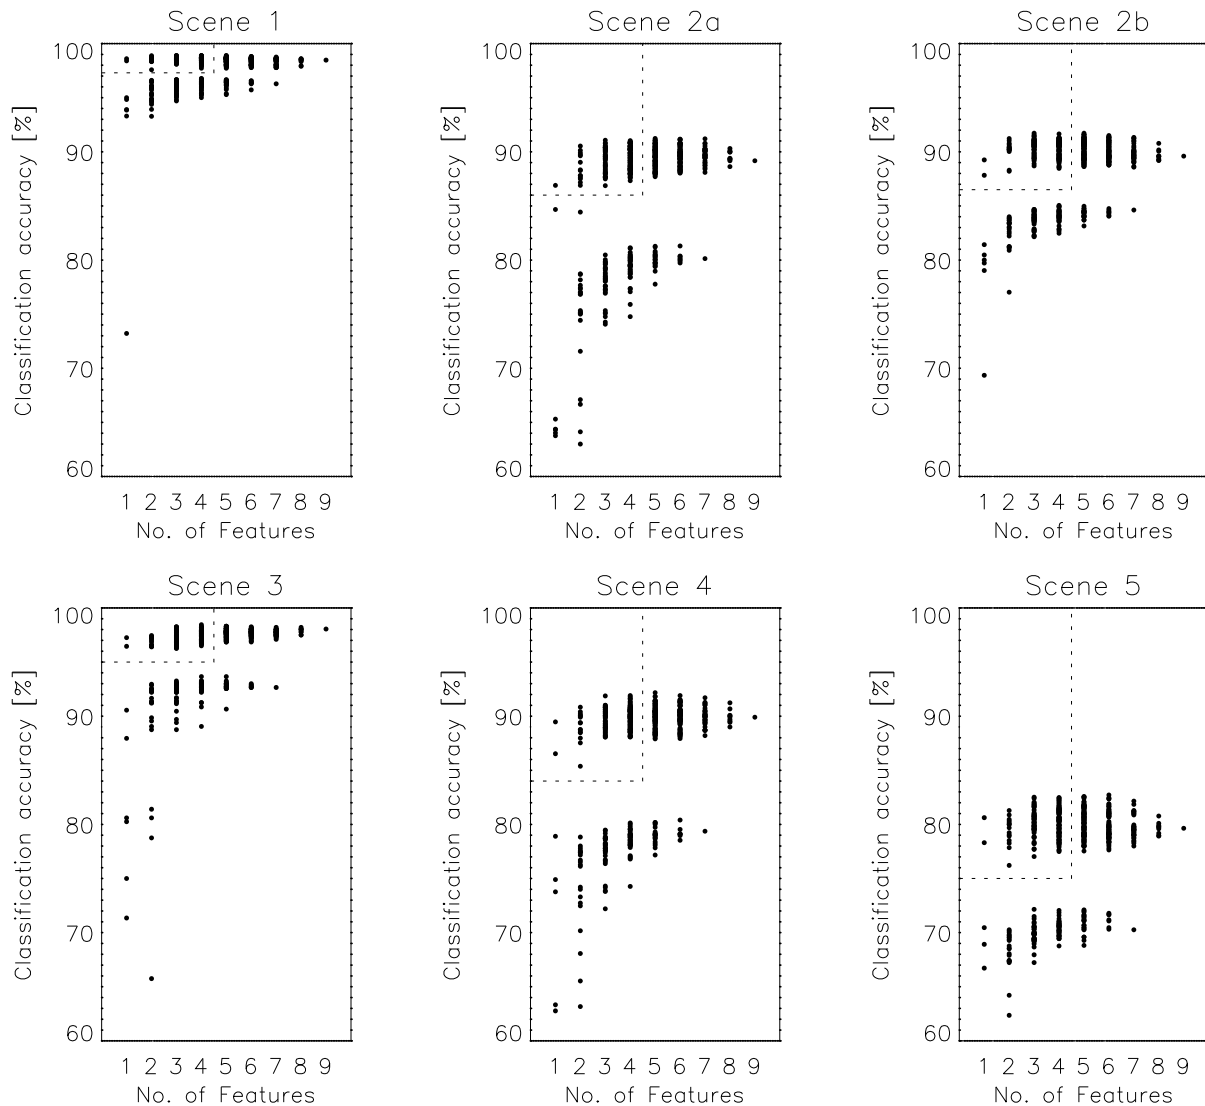 Scene 1
Classification accuracy [%]
100
90
80
70
60
1 2 3 4 5 6 7 8 9
No. of Features
Scene 2a
Classification accuracy [%]
100
90
80
70
60
1 2 3 4 5 6 7 8 9
No. of Features
Scene 2b
Classification accuracy [%]
100
90
80
70
60
1 2 3 4 5 6 7 8 9
No. of Features
Scene 3
Classification accuracy [%]
100
90
80
70
60
1 2 3 4 5 6 7 8 9
No. of Features
Scene 4
Classification accuracy [%]
100
90
80
70
60
1 2 3 4 5 6 7 8 9
No. of Features
Scene 5
Classification accuracy [%]
100
90
80
70
60
1 2 3 4 5 6 7 8 9
No. of Features